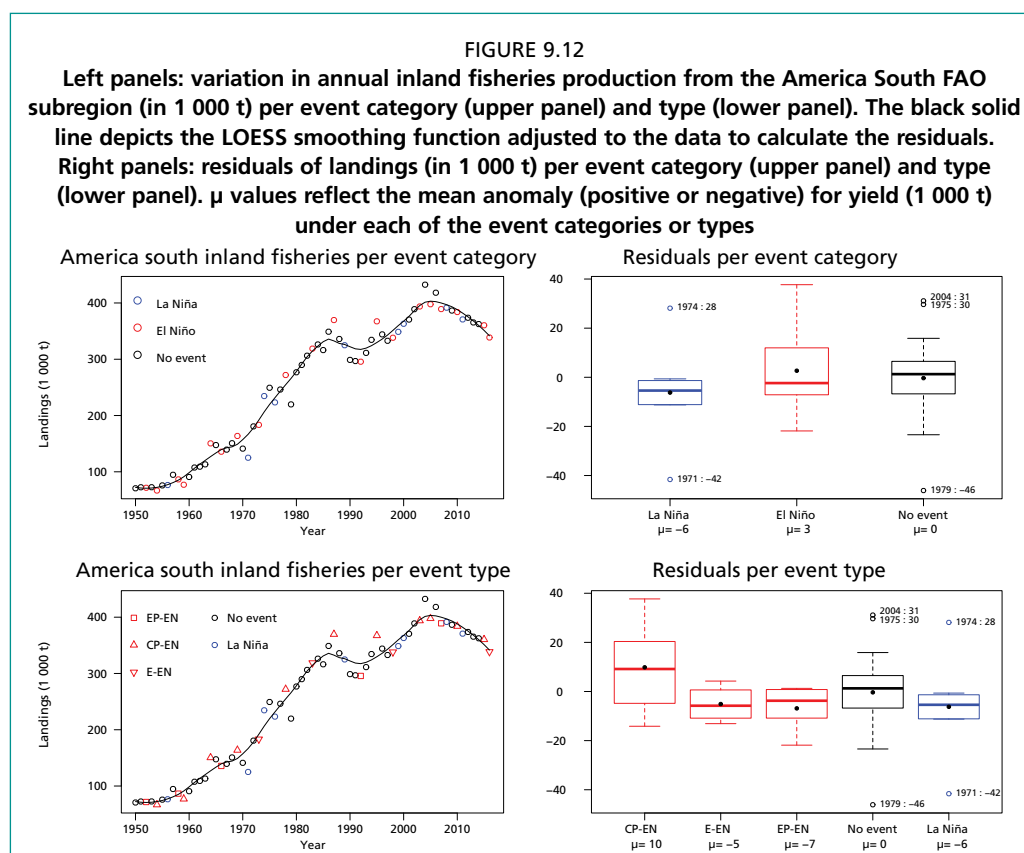 FIGURE 9.12
Left panels: variation in annual inland fisheries production from the America South FAO
subregion (in 1 000 t) per event category (upper panel) and type (lower panel). The black solid
line depicts the LOESS smoothing function adjusted to the data to calculate the residuals.
Right panels: residuals of landings (in 1 000 t) per event category (upper panel) and type
(lower panel). µ values reflect the mean anomaly (positive or negative) for yield (1 000 t)
under each of the event categories or types
America south inland fisheries per event category
Landings (1 000 t)
400
300
200
100
La Niña
El Niño
No event
1950 1960 1970 1980 1990 2000 2010
Year
Residuals per event category
40
20
0
−20
−40
1974 : 28
1971 : −42
2004 : 31
1975 : 30
1979 : −46
La Niña El Niño No event
µ= −6 µ= 3 µ= 0
America south inland fisheries per event type
Landings (1 000 t)
400
300
200
100
EP-EN No event
CP-EN La Niña
E-EN
1950 1960 1970 1980 1990 2000 2010
Year
Residuals per event type
40
20
0
−20
−40
2004 : 31
1975 : 30
1979 : −46
1974 : 28
1971 : −42
CP-EN E-EN EP-EN No event La Niña
µ= 10 µ= −5 µ= −7 µ= 0 µ= −6